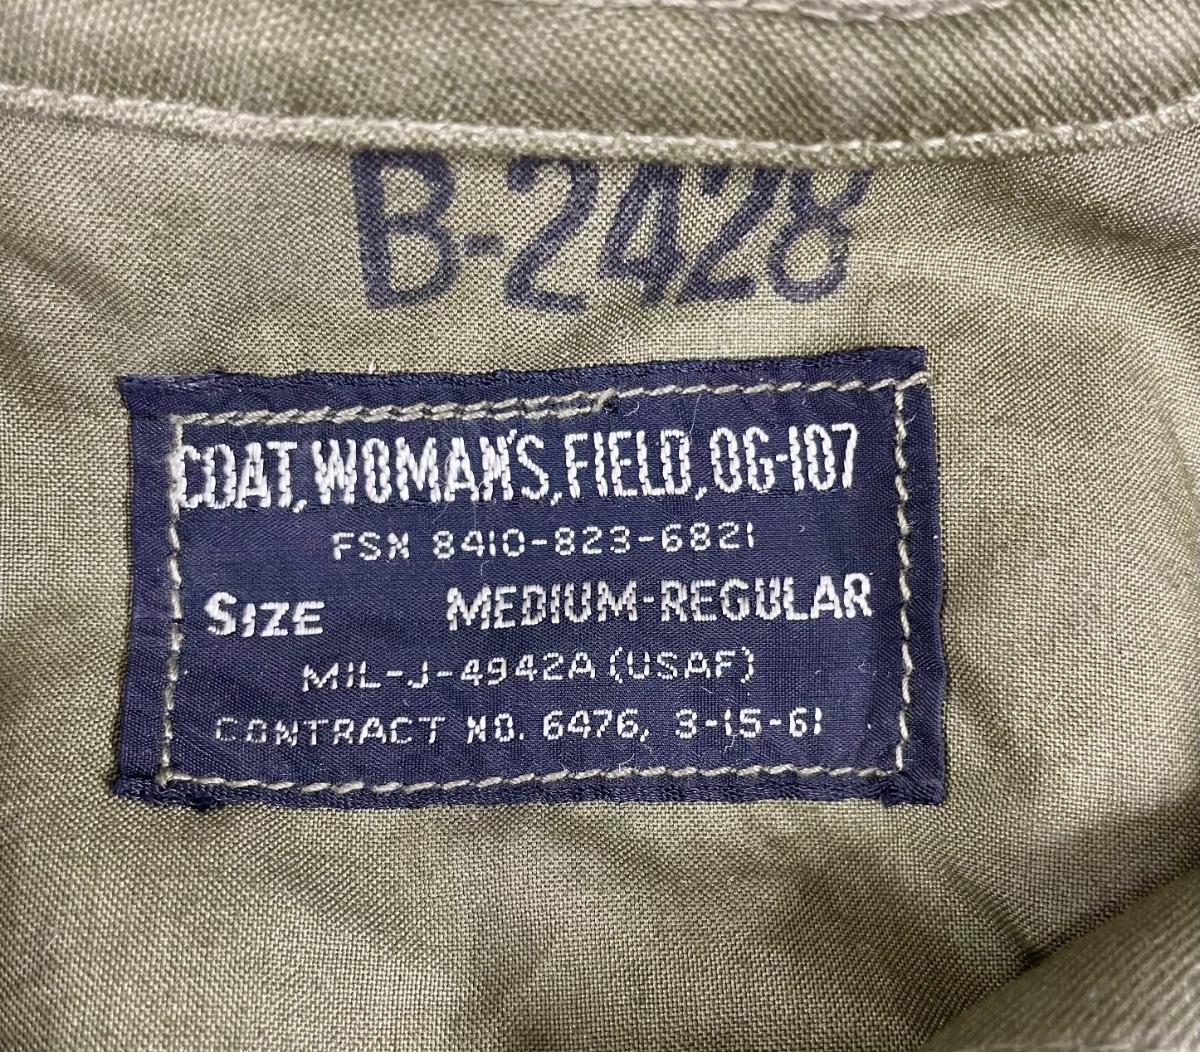 B-2428
COAT, WOMAN'S, FIELD, OG-107
FSN 8410-823-6821
SIZE MEDIUM-REGULAR
MIL-J-4942A (USAF)
CONTRACT NO. 6476, 3-15-61